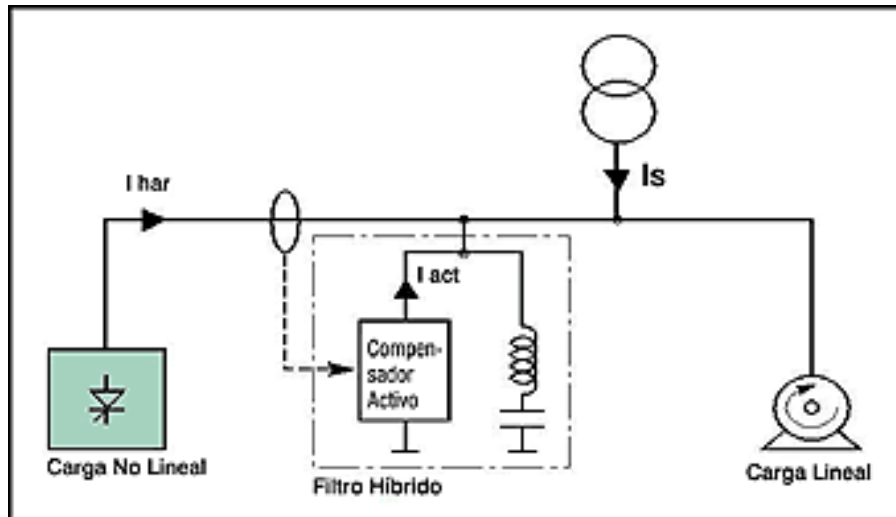 Is
I har
I act
Compen-
sador
Activo
Carga No Lineal
Filtro Híbrido
Carga Lineal